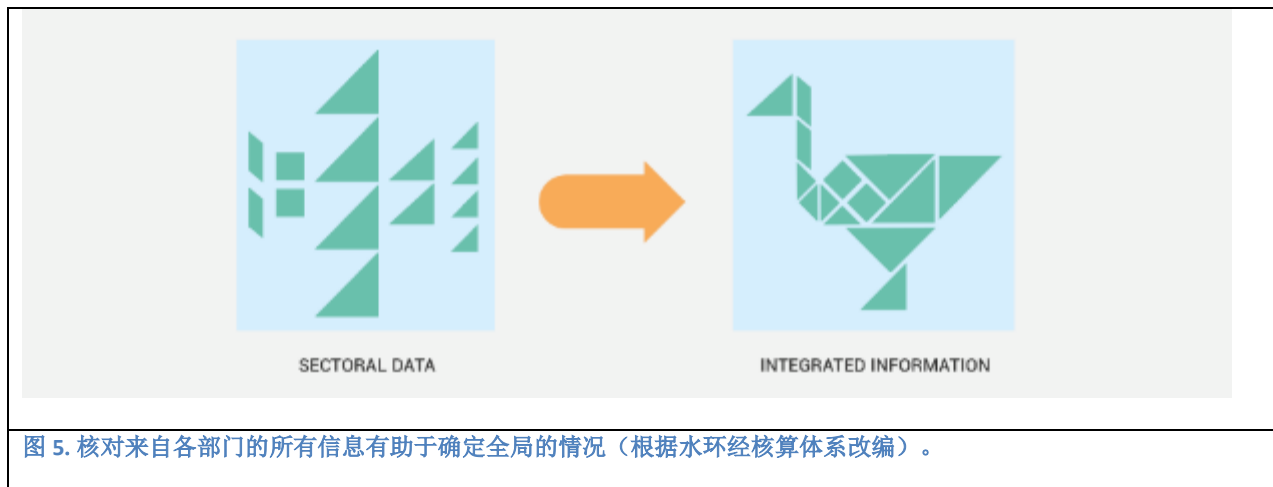 SECTORAL DATA
INTEGRATED INFORMATION
图 5. 核对来自各部门的所有信息有助于确定全局的情况（根据水环经核算体系改编）。